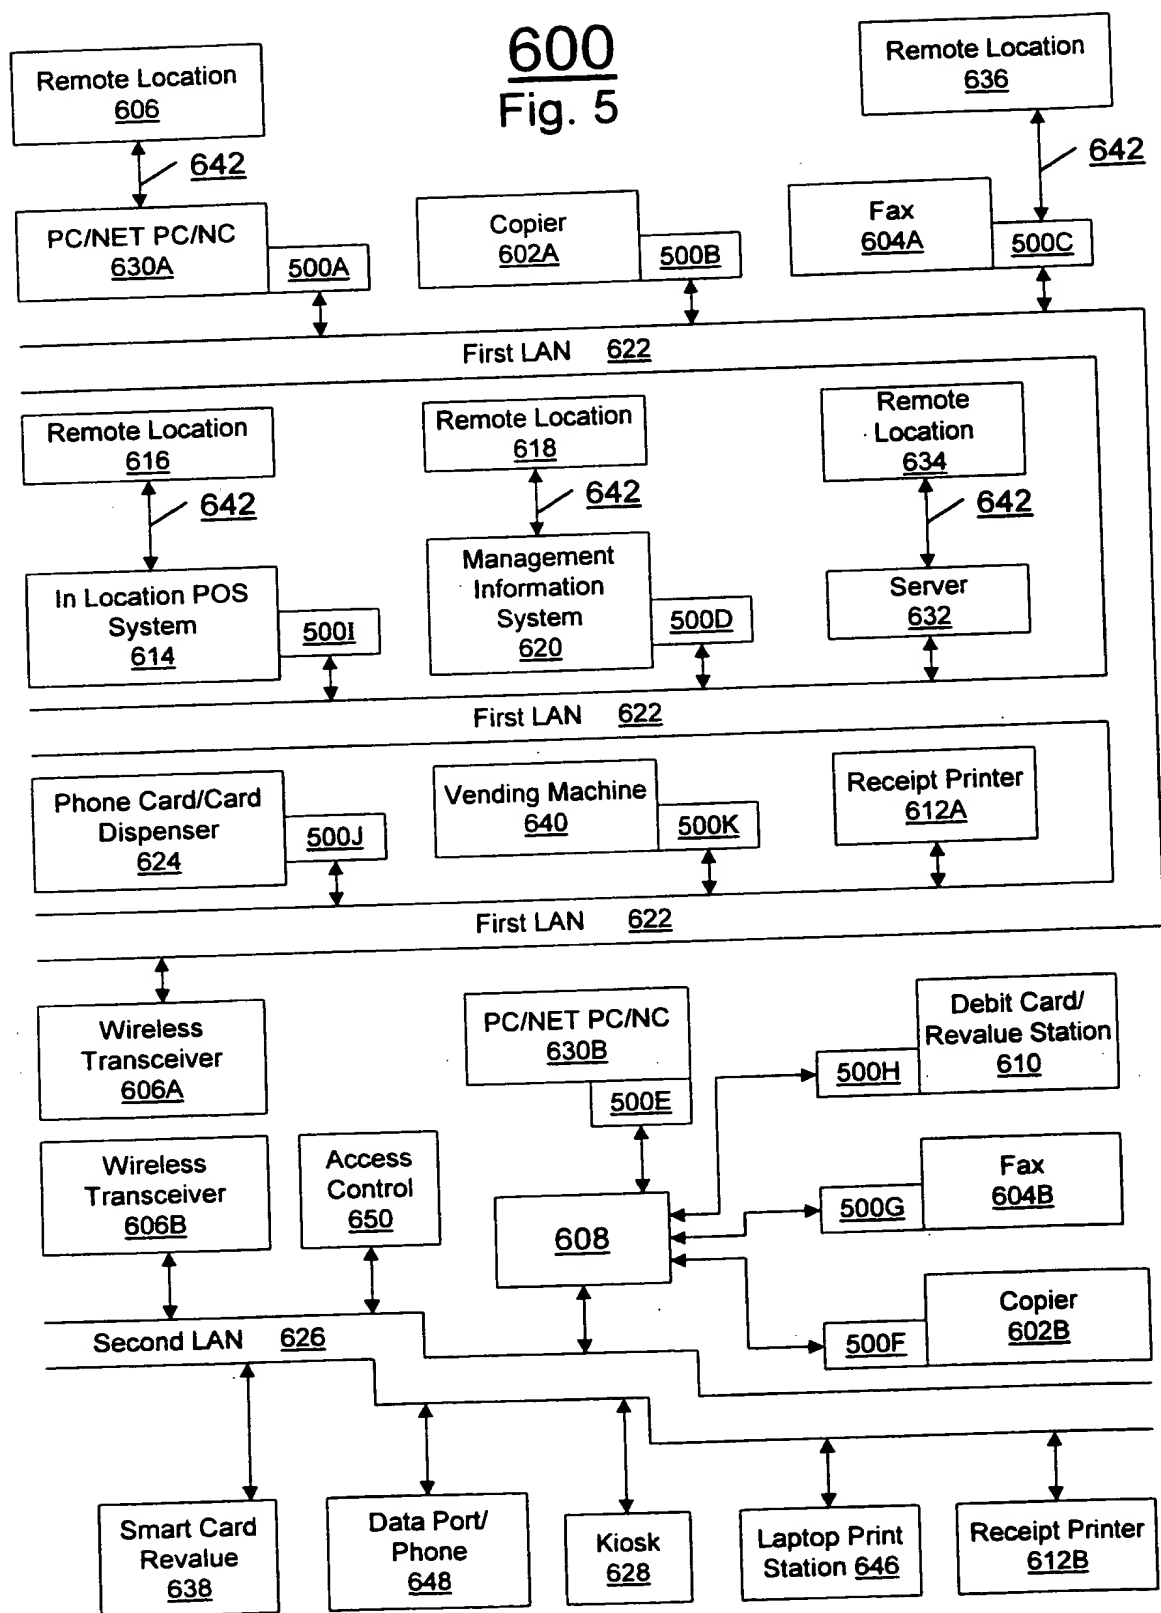 600
Fig. 5
Remote Location
606
642
Remote Location
636
642
PC/NET PC/NC
630A
500A
Copier
602A
500B
Fax
604A
500C
First LAN 622
Remote Location
616
642
Remote Location
618
642
Remote
Location
634
642
In Location POS
System
614
500I
Management
Information
System
620
500D
Server
632
First LAN 622
Phone Card/Card
Dispenser
624
500J
Vending Machine
640
500K
Receipt Printer
612A
First LAN 622
Wireless
Transceiver
606A
PC/NET PC/NC
630B
500E
Debit Card/
Revalue Station
610
500H
Wireless
Transceiver
606B
Access
Control
650
608
Fax
604B
500G
Copier
602B
500F
Second LAN 626
Smart Card
Revalue
638
Data Port/
Phone
648
Kiosk
628
Laptop Print
Station 646
Receipt Printer
612B